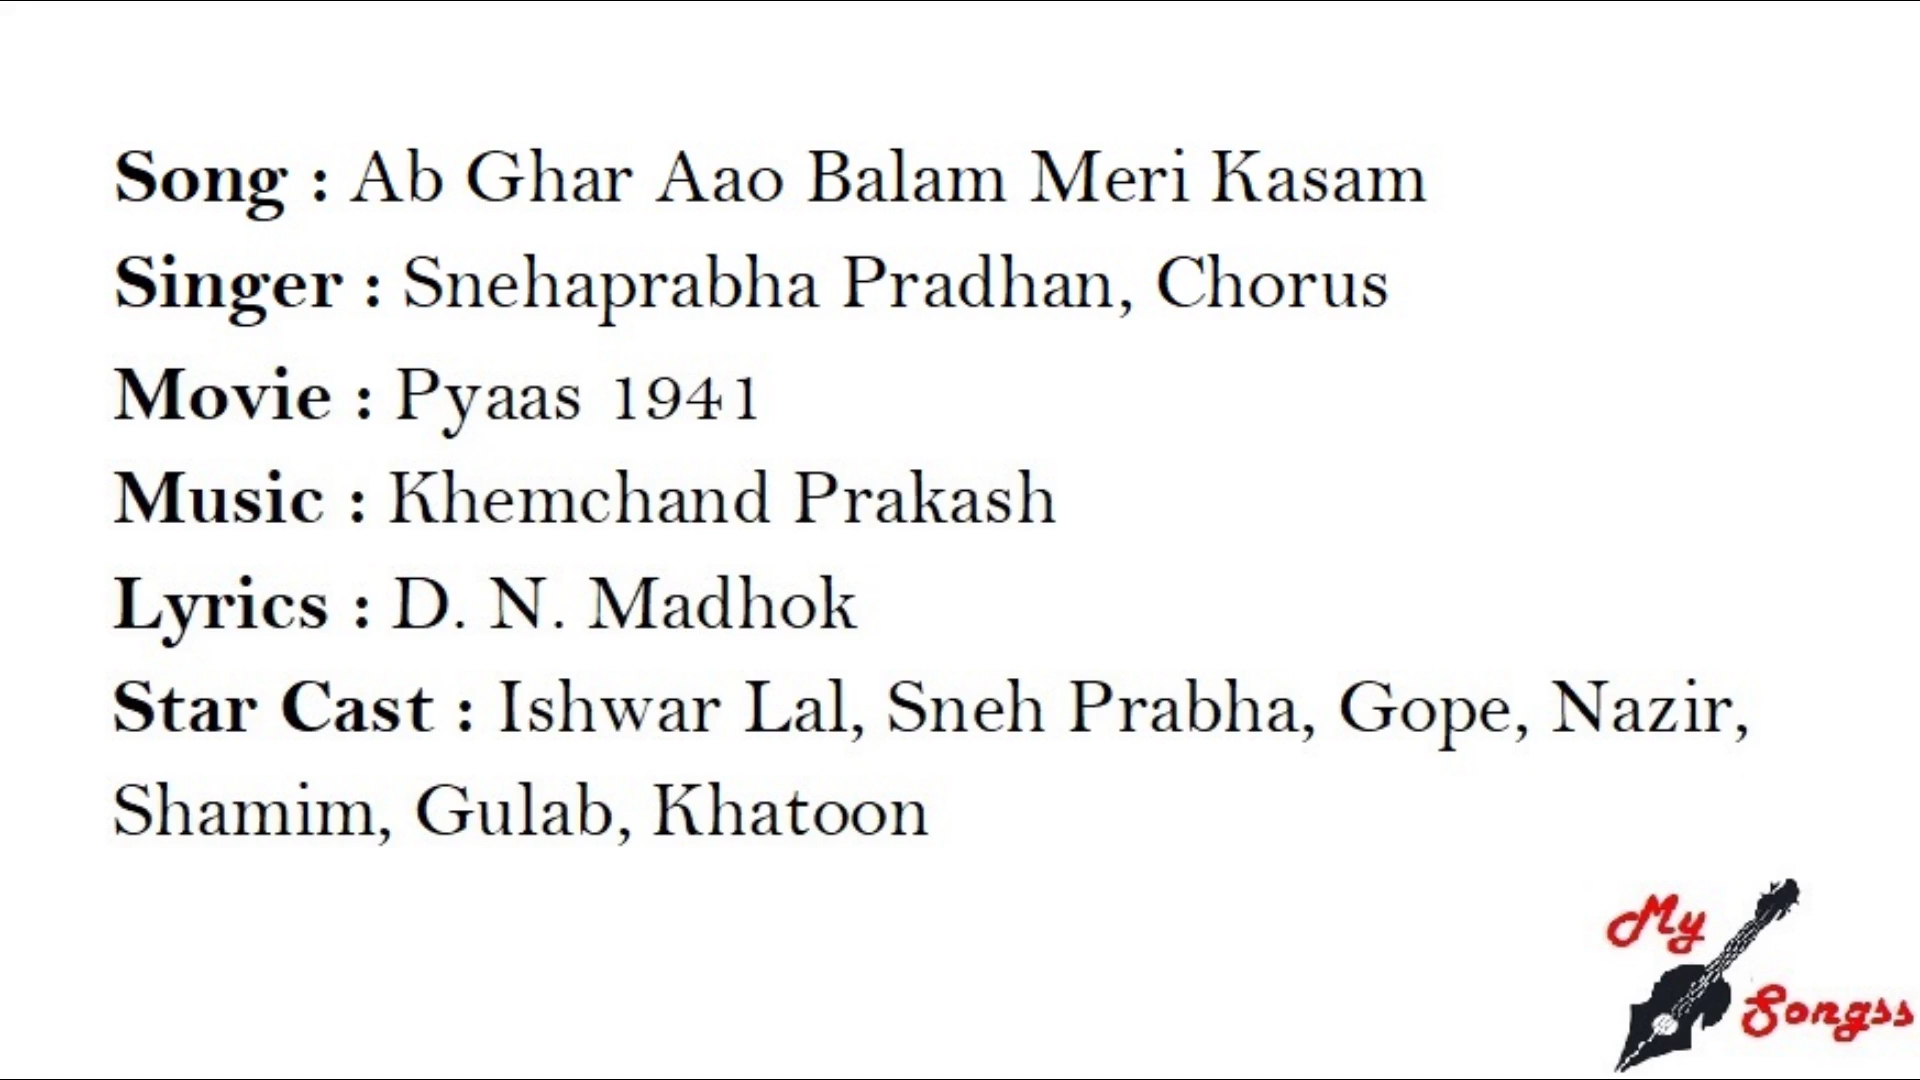 Song : Ab Ghar Aao Balam Meri Kasam
Singer : Snehaprabha Pradhan, Chorus
Movie : Pyaas 1941
Music : Khemchand Prakash
Lyrics : D. N. Madhok
Star Cast : Ishwar Lal, Sneh Prabha, Gope, Nazir,
Shamim, Gulab, Khatoon
My
Songss